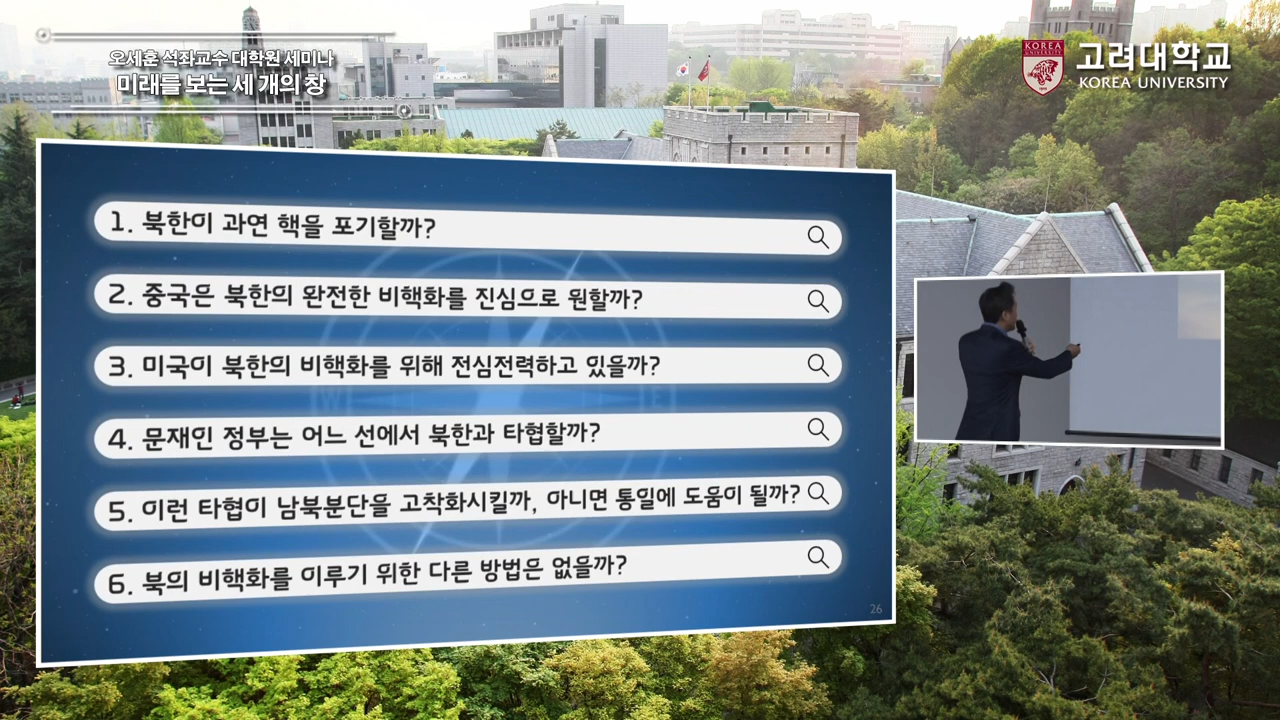 오세훈 석좌교수 대학원 세미나
미래를 보는 세 개의 창
KOREA
UNIVERSITY
1905
고려대학교
KOREA UNIVERSITY
1. 북한이 과연 핵을 포기할까?
2. 중국은 북한의 완전한 비핵화를 진심으로 원할까?
3. 미국이 북한의 비핵화를 위해 전심전력하고 있을까?
4. 문재인 정부는 어느 선에서 북한과 타협할까?
5. 이런 타협이 남북분단을 고착화시킬까, 아니면 통일에 도움이 될까?
6. 북의 비핵화를 이루기 위한 다른 방법은 없을까?
W
E
26